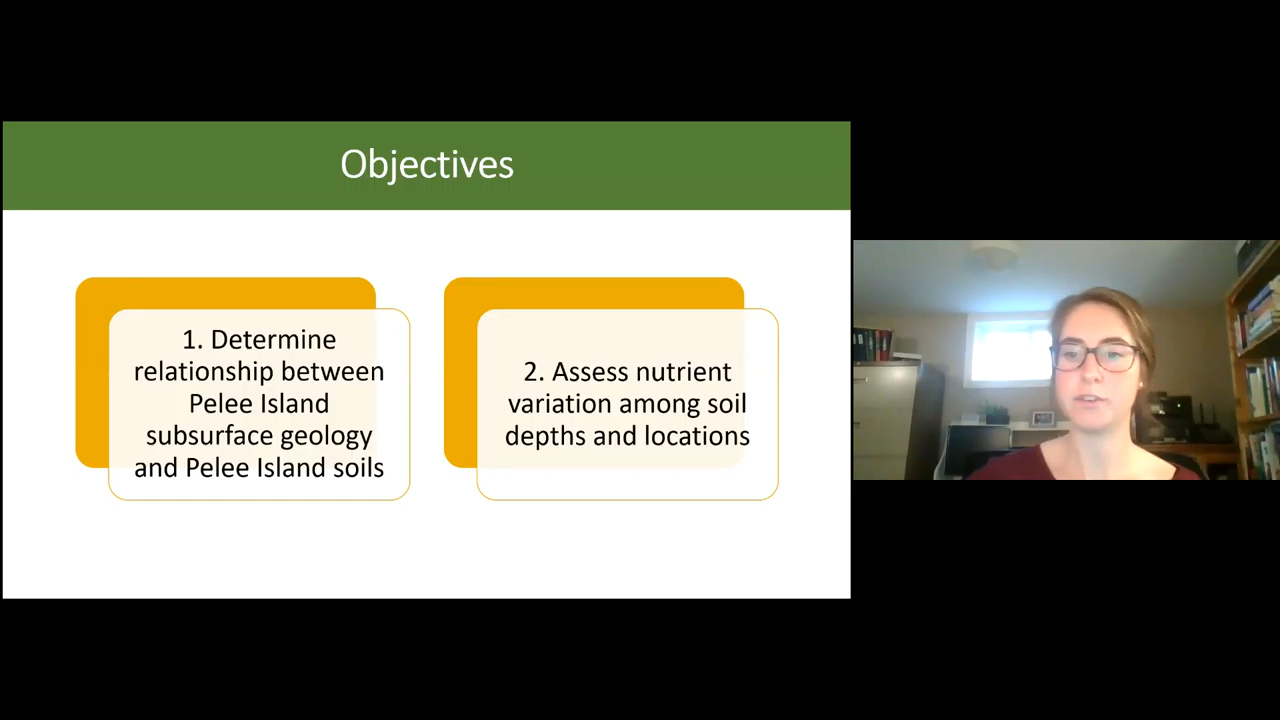 Objectives
1. Determine
relationship between
Pelee Island
subsurface geology
and Pelee Island soils
2. Assess nutrient
variation among soil
depths and locations